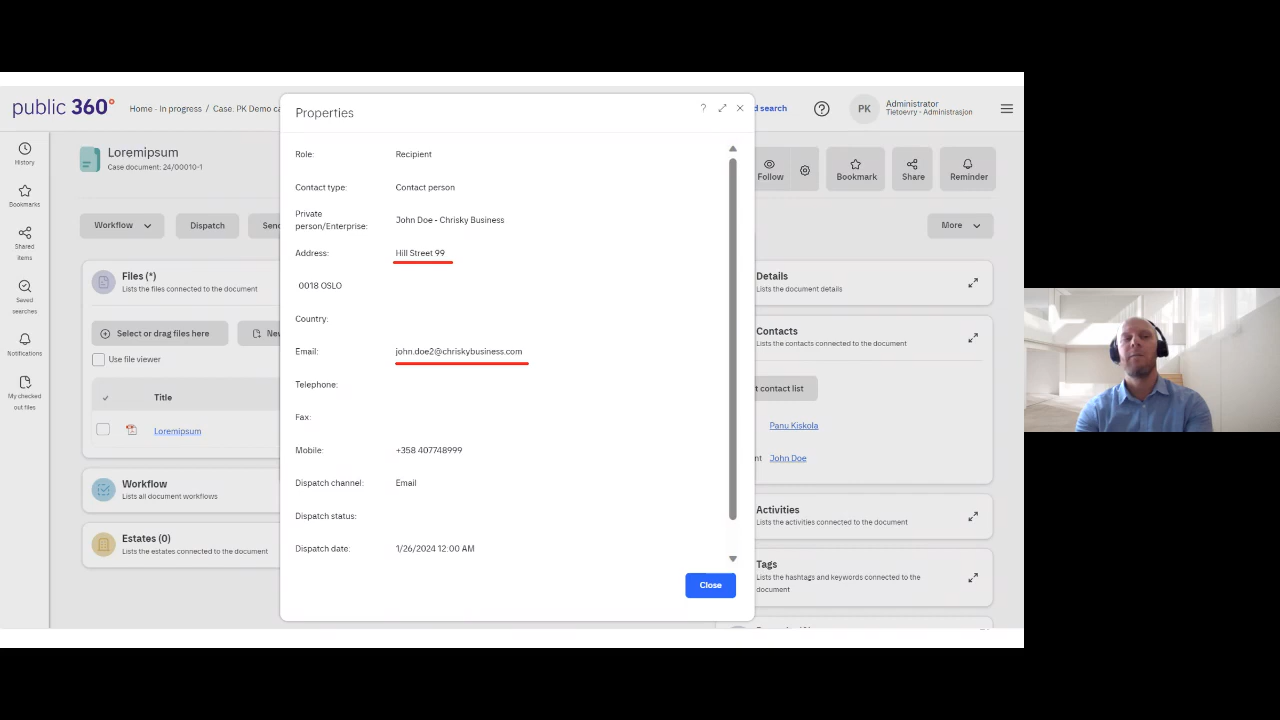 public 360°
Home - In progress / Case. PK Demo ca
d search
PK
Administrator
Tietoevry - Administrasjon
History
Bookmarks
Shared
items
Saved
searches
Notifications
My checked
out files
Loremipsum
Case document: 24/00010-1
Follow
Bookmark
Share
Reminder
Workflow
Dispatch
Sen
More
Files (*)
Lists the files connected to the document
Select or drag files here
New
Use file viewer
Title
Loremipsum
Workflow
Lists all document workflows
Estates (0)
Lists the estates connected to the document
Properties
?
Role: Recipient
Contact type: Contact person
Private
person/Enterprise: John Doe - Chrisky Business
Address: Hill Street 99
0018 OSLO
Country:
Email: john.doe2@chriskybusiness.com
Telephone:
Fax:
Mobile: +358 407748999
Dispatch channel: Email
Dispatch status:
Dispatch date: 1/26/2024 12:00 AM
Close
Details
Lists the document details
Contacts
The contacts connected to the document
t contact list
Panu Kiskola
nt John Doe
Activities
Lists the activities connected to the document
Tags
Lists the hashtags and keywords connected to the
document